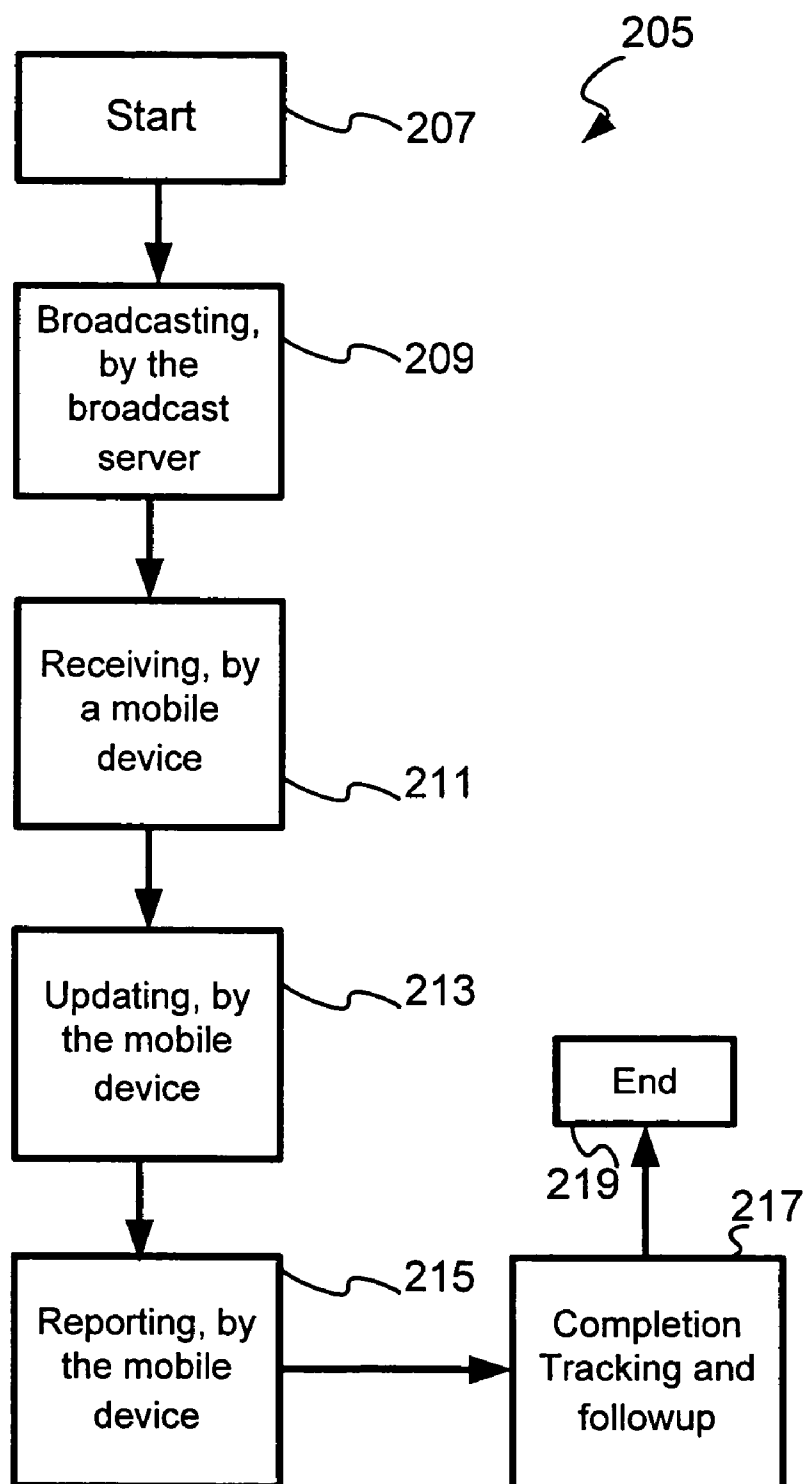 205
Start
207
Broadcasting,
by the
broadcast
server
209
Receiving, by
a mobile
device
211
Updating, by
the mobile
device
213
End
219
217
Reporting, by
the mobile
device
215
Completion
Tracking and
followup